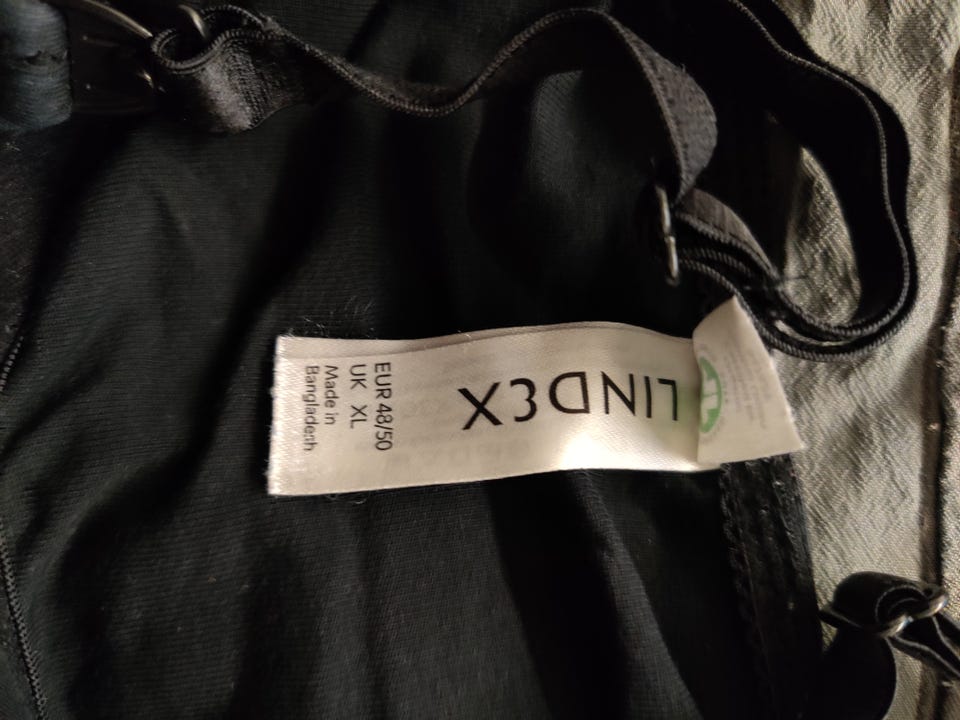 LINDEX
EUR 48/50
UK XL
Made in
Bangladesh